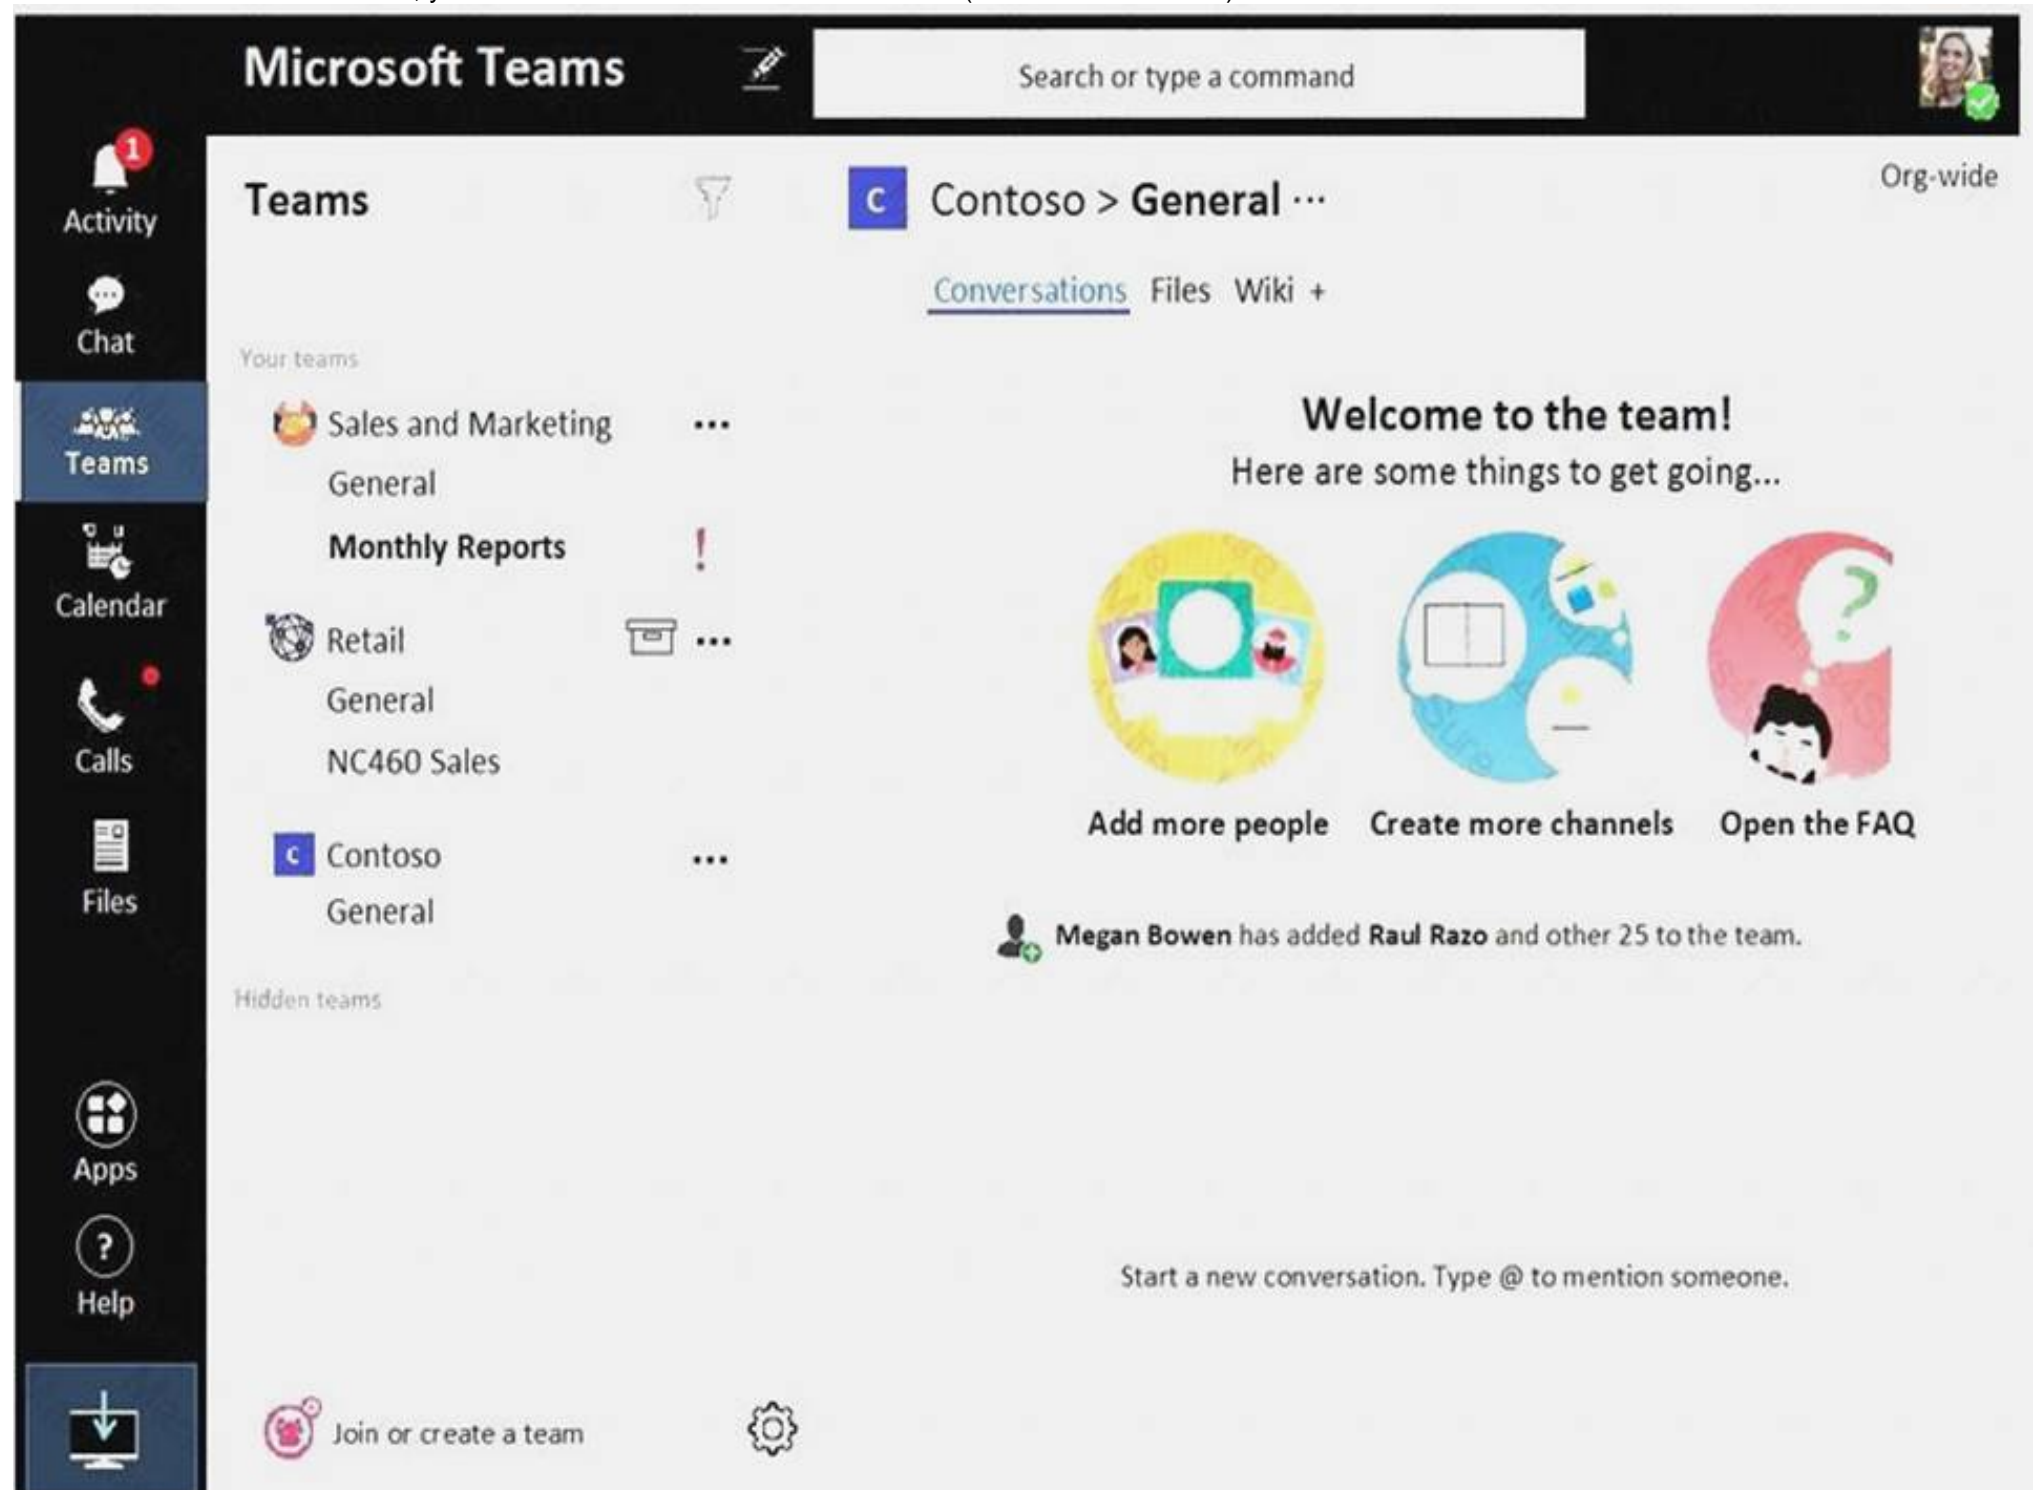 Microsoft Teams
Search or type a command
1
Activity
Chat
Teams
Calendar
Calls
Files
Apps
Help
Teams
Your teams
Sales and Marketing ...
General
Monthly Reports !
Retail ...
General
NC460 Sales
C Contoso ...
General
Hidden teams
Join or create a team
C Contoso > General ...
Org-wide
Conversations Files Wiki +
Welcome to the team!
Here are some things to get going...
Add more people Create more channels Open the FAQ
Megan Bowen has added Raul Razo and other 25 to the team.
Start a new conversation. Type @ to mention someone.